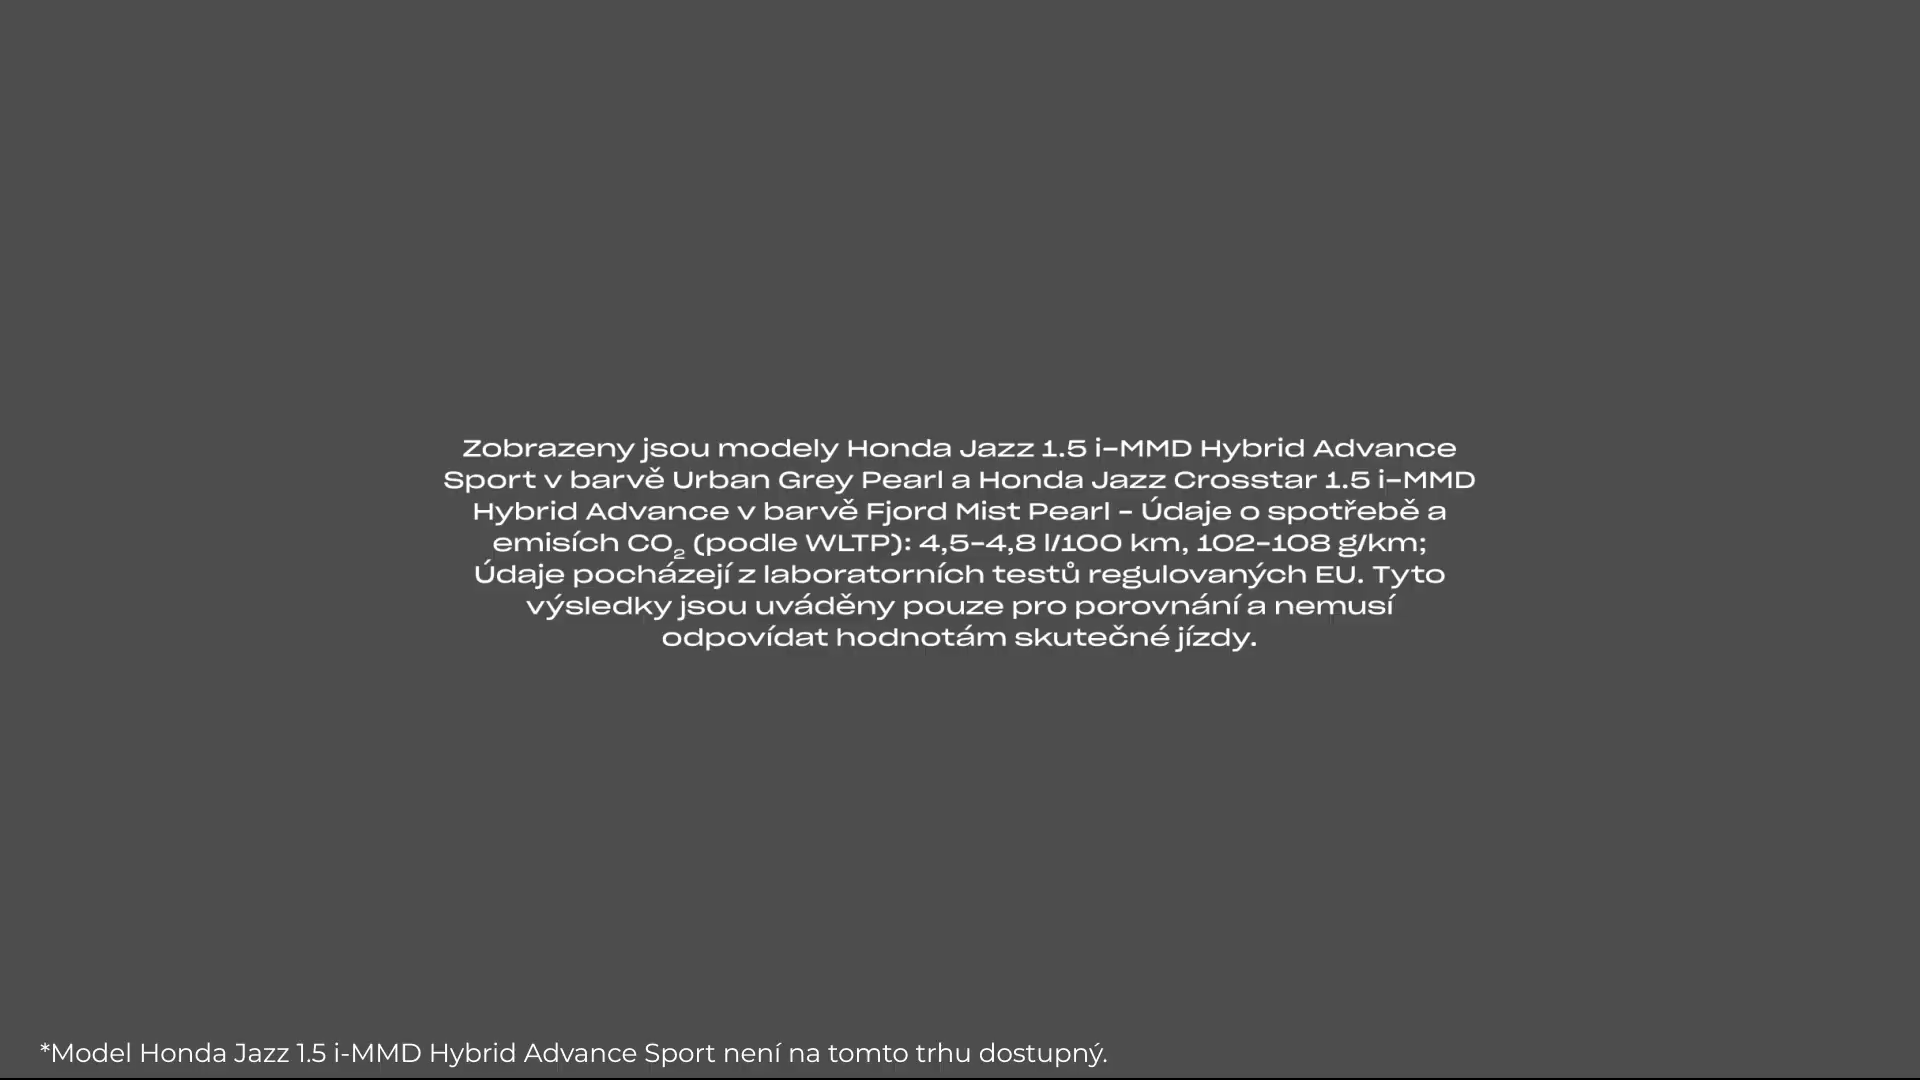 Zobrazeny jsou modely Honda Jazz 1.5 i-MMD Hybrid Advance
Sport v barvě Urban Grey Pearl a Honda Jazz Crosstar 1.5 i-MMD
Hybrid Advance v barvě Fjord Mist Pearl - Údaje o spotřebě a
emisích CO₂ (podle WLTP): 4,5-4,8 l/100 km, 102-108 g/km;
Údaje pocházejí z laboratorních testů regulovaných EU. Tyto
výsledky jsou uváděny pouze pro porovnání a nemusí
odpovídat hodnotám skutečné jízdy.
*Model Honda Jazz 1.5 i-MMD Hybrid Advance Sport není na tomto trhu dostupný.